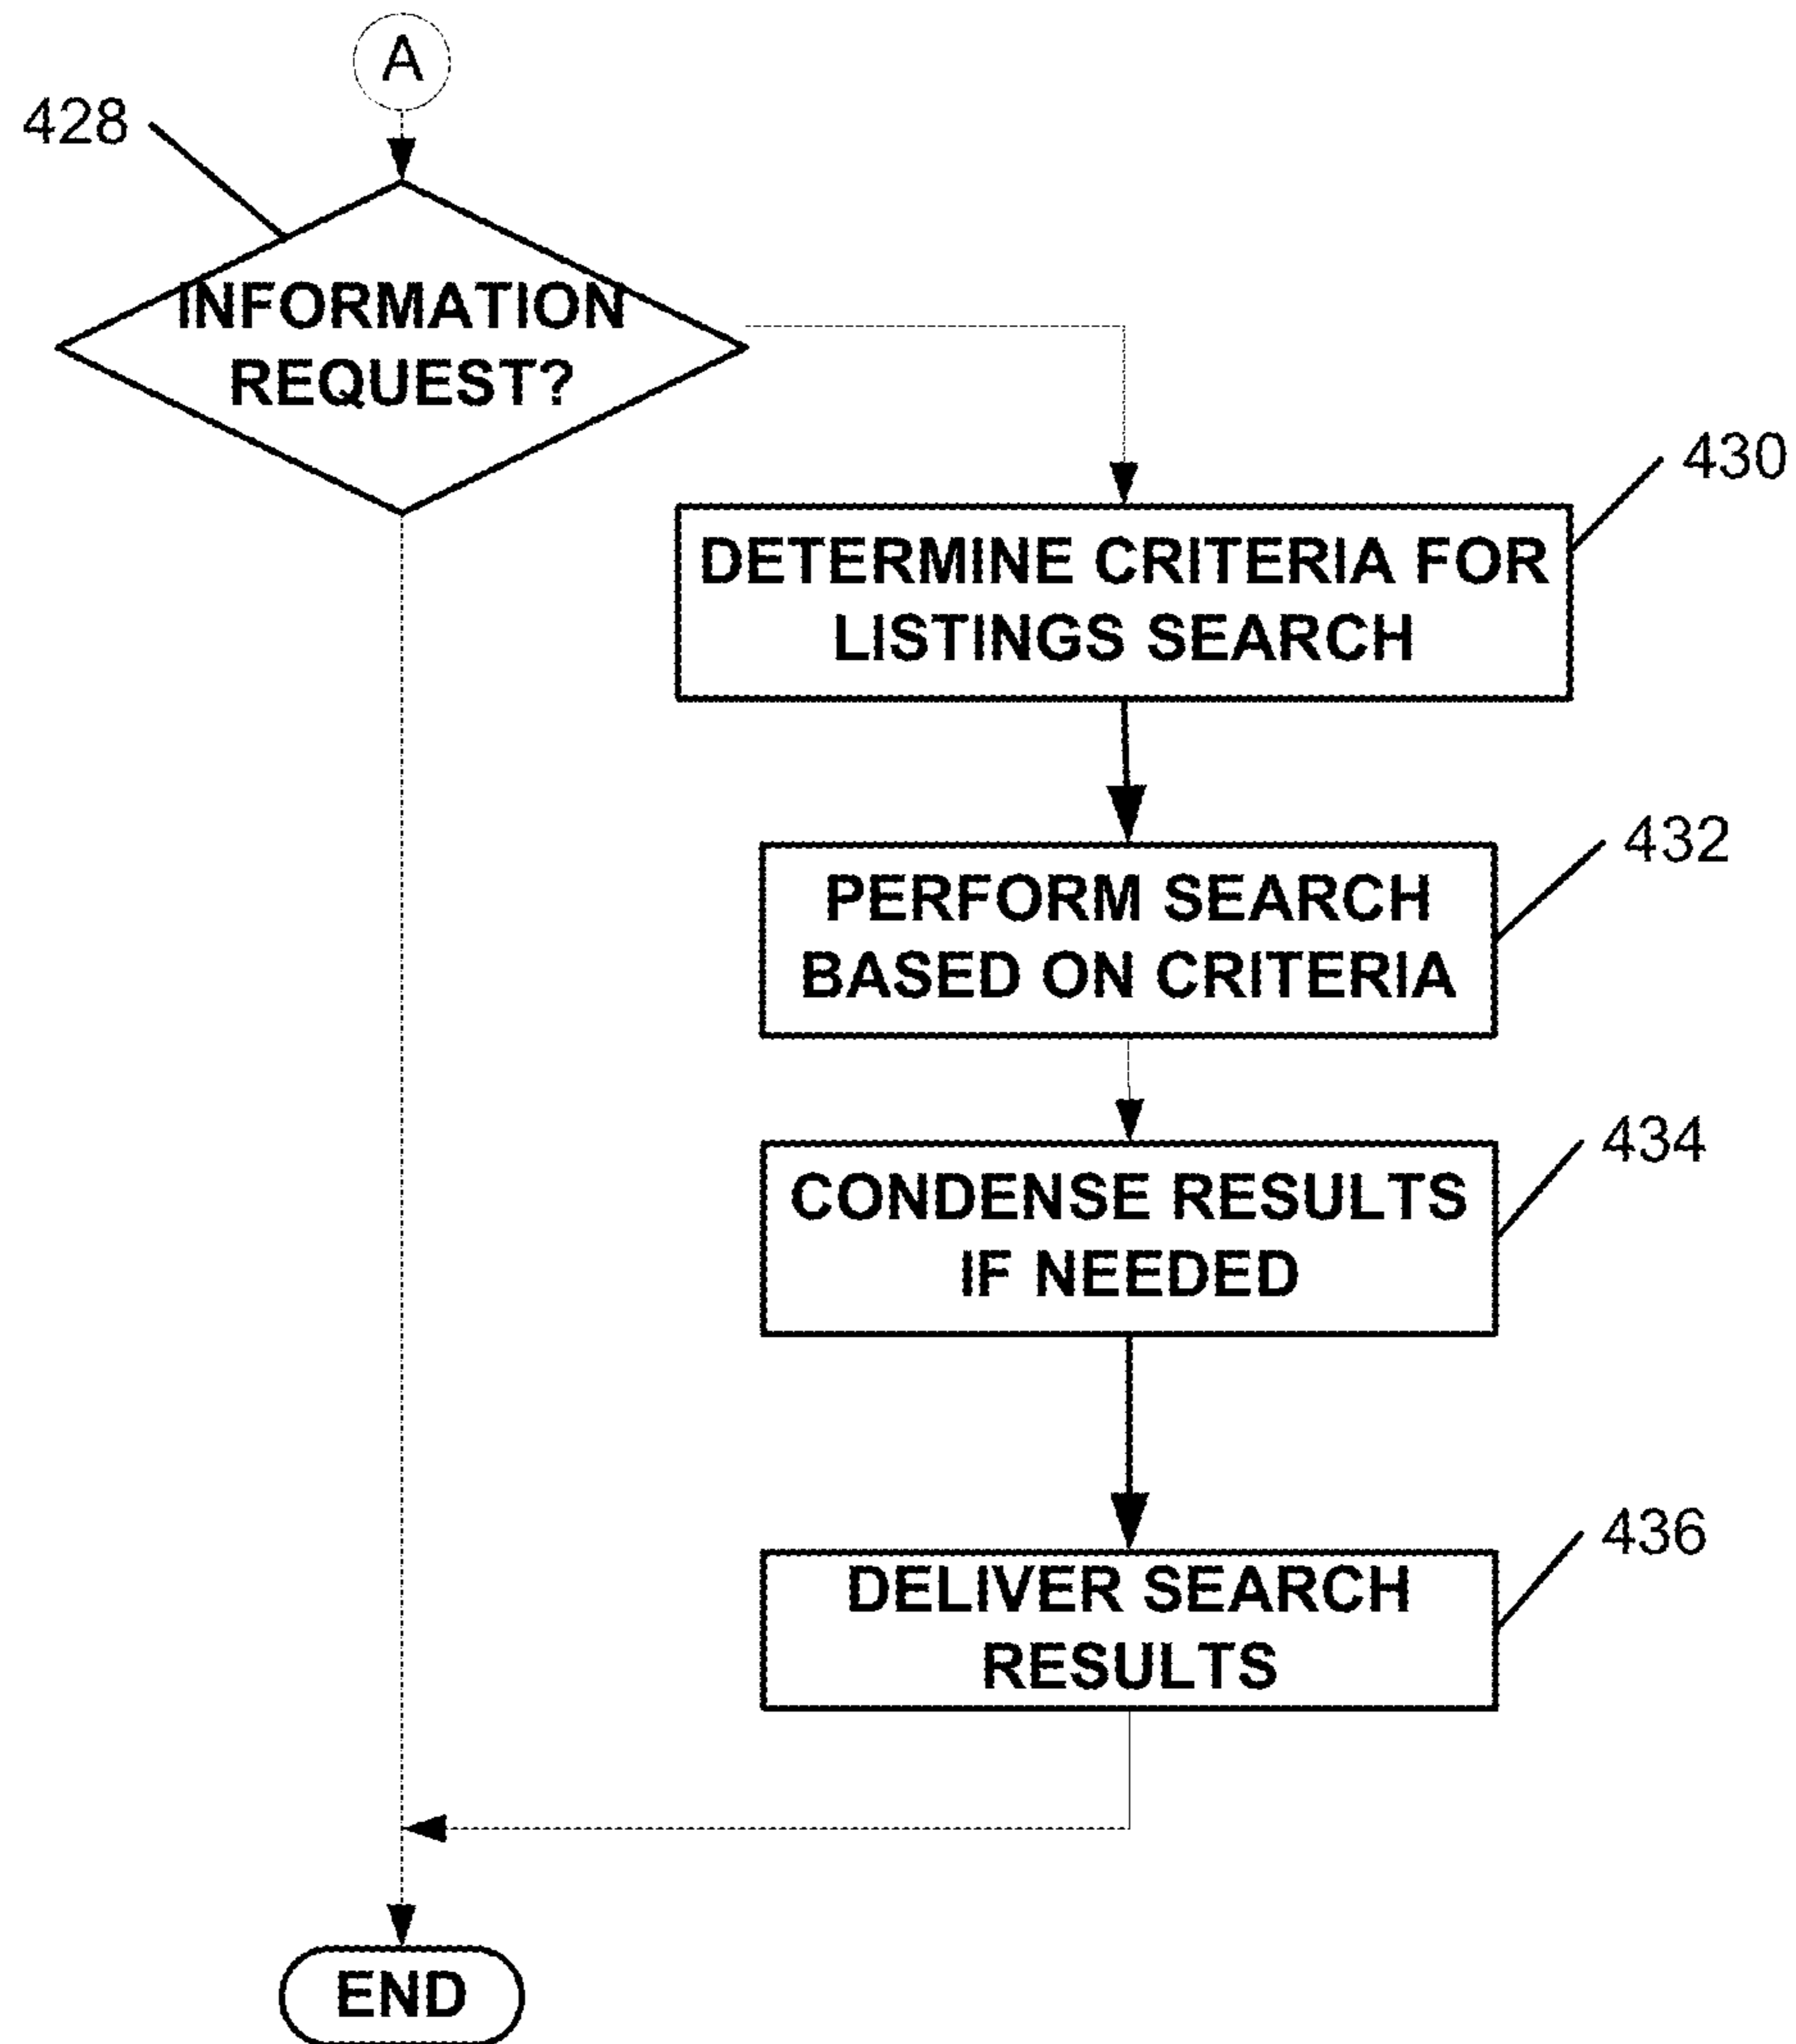 A
428
INFORMATION
REQUEST?
430
DETERMINE CRITERIA FOR
LISTINGS SEARCH
432
PERFORM SEARCH
BASED ON CRITERIA
434
CONDENSE RESULTS
IF NEEDED
436
DELIVER SEARCH
RESULTS
END